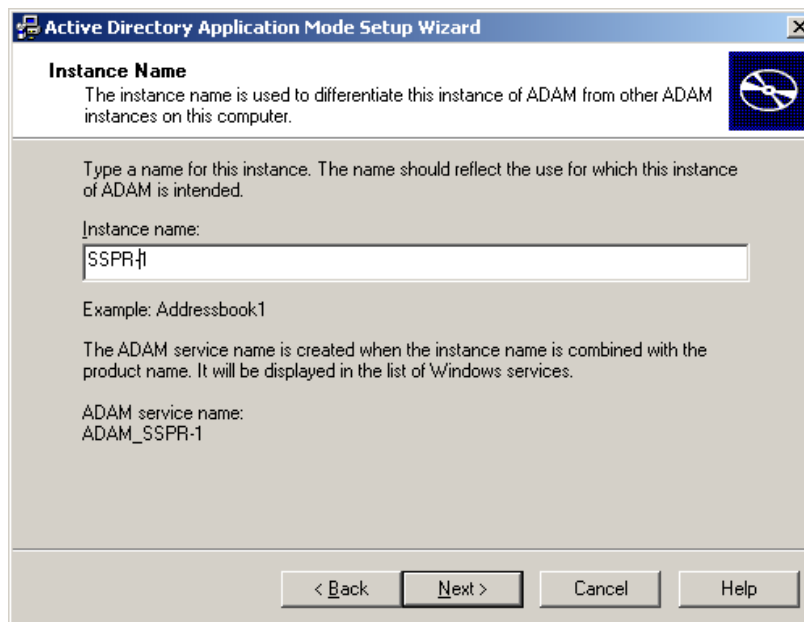 Active Directory Application Mode Setup Wizard
Instance Name
The instance name is used to differentiate this instance of ADAM from other ADAM
instances on this computer.
Type a name for this instance. The name should reflect the use for which this instance
of ADAM is intended.
Instance name:
SSPR-1
Example: Addressbook1
The ADAM service name is created when the instance name is combined with the
product name. It will be displayed in the list of Windows services.
ADAM service name:
ADAM_SSPR-1
< Back Next > Cancel Help